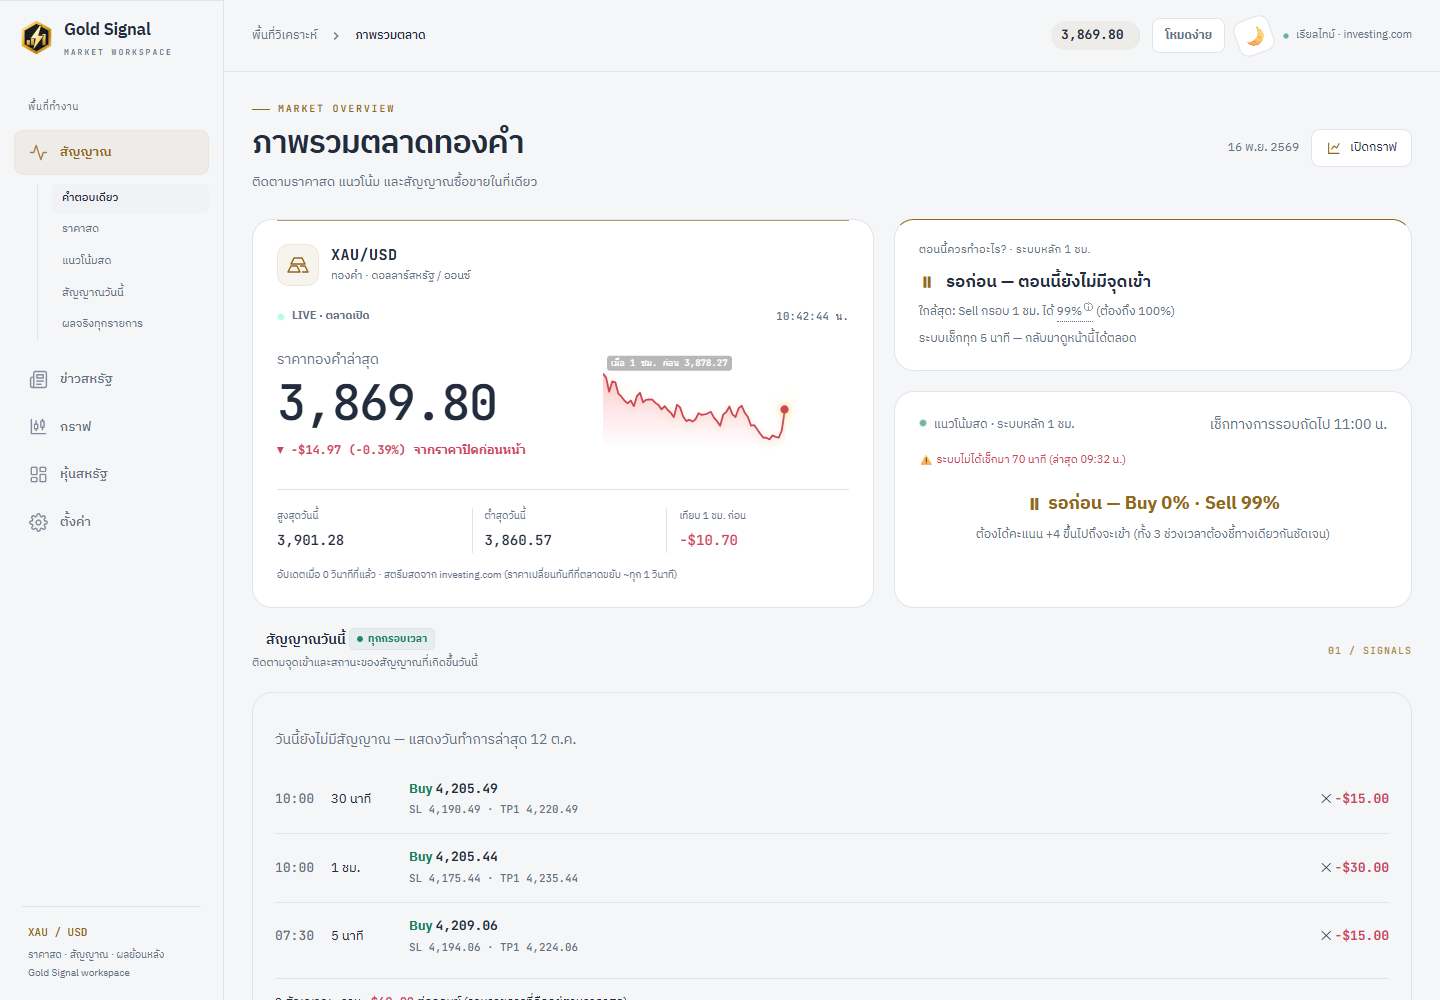 Gold Signal
MARKET WORKSPACE
พื้นที่ทำงาน
สัญญาณ
คำตอบเดียว
ราคาสด
แนวโน้มสด
สัญญาณวันนี้
ผลจริงทุกรายการ
ข่าวสหรัฐ
กราฟ
หุ้นสหรัฐ
ตั้งค่า
XAU / USD
ราคาสด · สัญญาณ · ผลย้อนหลัง
Gold Signal workspace
พื้นที่วิเคราะห์ > ภาพรวมตลาด
3,869.80
โหมดง่าย
เรียลไทม์ · investing.com
MARKET OVERVIEW
ภาพรวมตลาดทองคำ
ติดตามราคาสด แนวโน้ม และสัญญาณซื้อขายในที่เดียว
16 พ.ย. 2569
เปิดกราฟ
XAU/USD
ทองคำ · ดอลลาร์สหรัฐ / ออนซ์
LIVE · ตลาดเปิด
10:42:44 น.
ราคาทองคำล่าสุด
3,869.80
▼ -$14.97 (-0.39%) จากราคาปิดก่อนหน้า
เมื่อ 1 ชม. ก่อน 3,878.27
สูงสุดวันนี้
3,901.28
ต่ำสุดวันนี้
3,860.57
เทียบ 1 ชม. ก่อน
-$10.70
อัปเดตเมื่อ 0 วินาทีที่แล้ว · สตรีมสดจาก investing.com (ราคาเปลี่ยนทันทีที่ตลาดขยับ ~ทุก 1 วินาที)
ตอนนี้ควรทำอะไร? · ระบบหลัก 1 ชม.
⏸ รอก่อน — ตอนนี้ยังไม่มีจุดเข้า
ใกล้สุด: Sell กรอบ 1 ชม. ได้ 99% ⓘ (ต้องถึง 100%)
ระบบเช็กทุก 5 นาที — กลับมาดูหน้านี้ได้ตลอด
แนวโน้มสด · ระบบหลัก 1 ชม.
เช็กทางการรอบถัดไป 11:00 น.
⚠ ระบบไม่ได้เช็กมา 70 นาที (ล่าสุด 09:32 น.)
⏸ รอก่อน — Buy 0% · Sell 99%
ต้องได้คะแนน +4 ขึ้นไปถึงจะเข้า (ทั้ง 3 ช่วงเวลาต้องชี้ทางเดียวกันชัดเจน)
สัญญาณวันนี้ ● ทุกกรอบเวลา
ติดตามจุดเข้าและสถานะของสัญญาณที่เกิดขึ้นวันนี้
01 / SIGNALS
วันนี้ยังไม่มีสัญญาณ — แสดงวันทำการล่าสุด 12 ต.ค.
10:00 30 นาที Buy 4,205.49 × -$15.00
SL 4,190.49 · TP1 4,220.49
10:00 1 ชม. Buy 4,205.44 × -$30.00
SL 4,175.44 · TP1 4,235.44
07:30 5 นาที Buy 4,209.06 × -$15.00
SL 4,194.06 · TP1 4,224.06